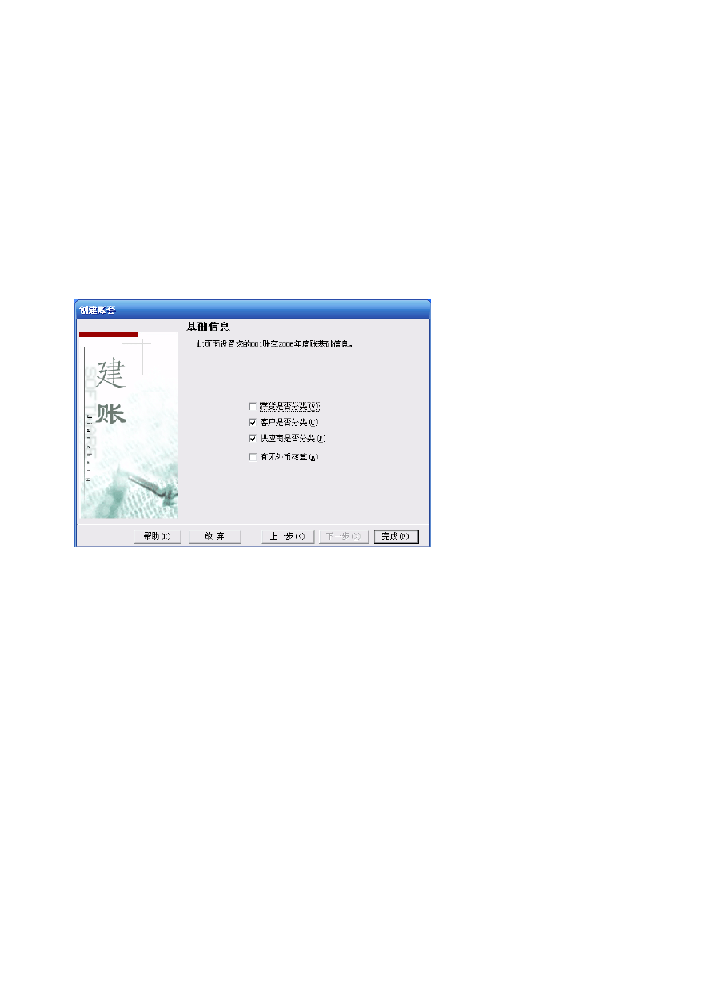 创建账套
基础信息
此页面设置您的001账套2006年度账基础信息。
建
账
SOFT
Jianzhang
存货是否分类(V)
客户是否分类(C)
供应商是否分类(P)
有无外币核算(A)
帮助(H)
放 弃
上一步(<)
下一步(>)
完成(F)